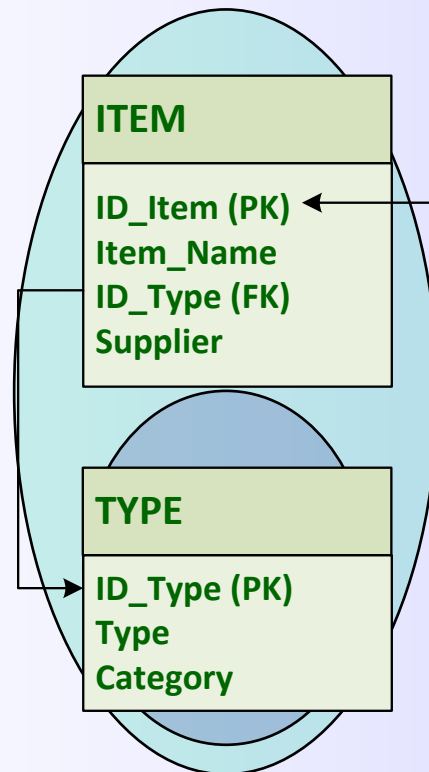 ITEM
ID_Item (PK)
Item_Name
ID_Type (FK)
Supplier
TYPE
ID_Type (PK)
Type
Category